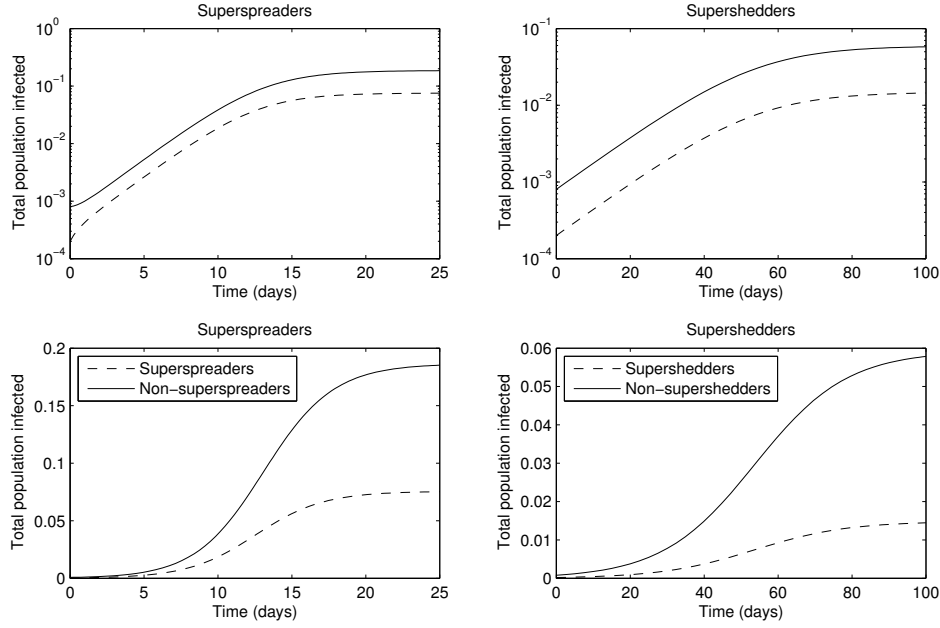 Superspreaders
Total population infected
10⁰
10⁻¹
10⁻²
10⁻³
10⁻⁴
0 5 10 15 20 25
Time (days)
Supershedders
Total population infected
10⁻¹
10⁻²
10⁻³
10⁻⁴
0 20 40 60 80 100
Time (days)
Superspreaders
Total population infected
0.2
0.15
0.1
0.05
0
Superspreaders
Non−superspreaders
0 5 10 15 20 25
Time (days)
Supershedders
Total population infected
0.06
0.05
0.04
0.03
0.02
0.01
0
Supershedders
Non−supershedders
0 20 40 60 80 100
Time (days)